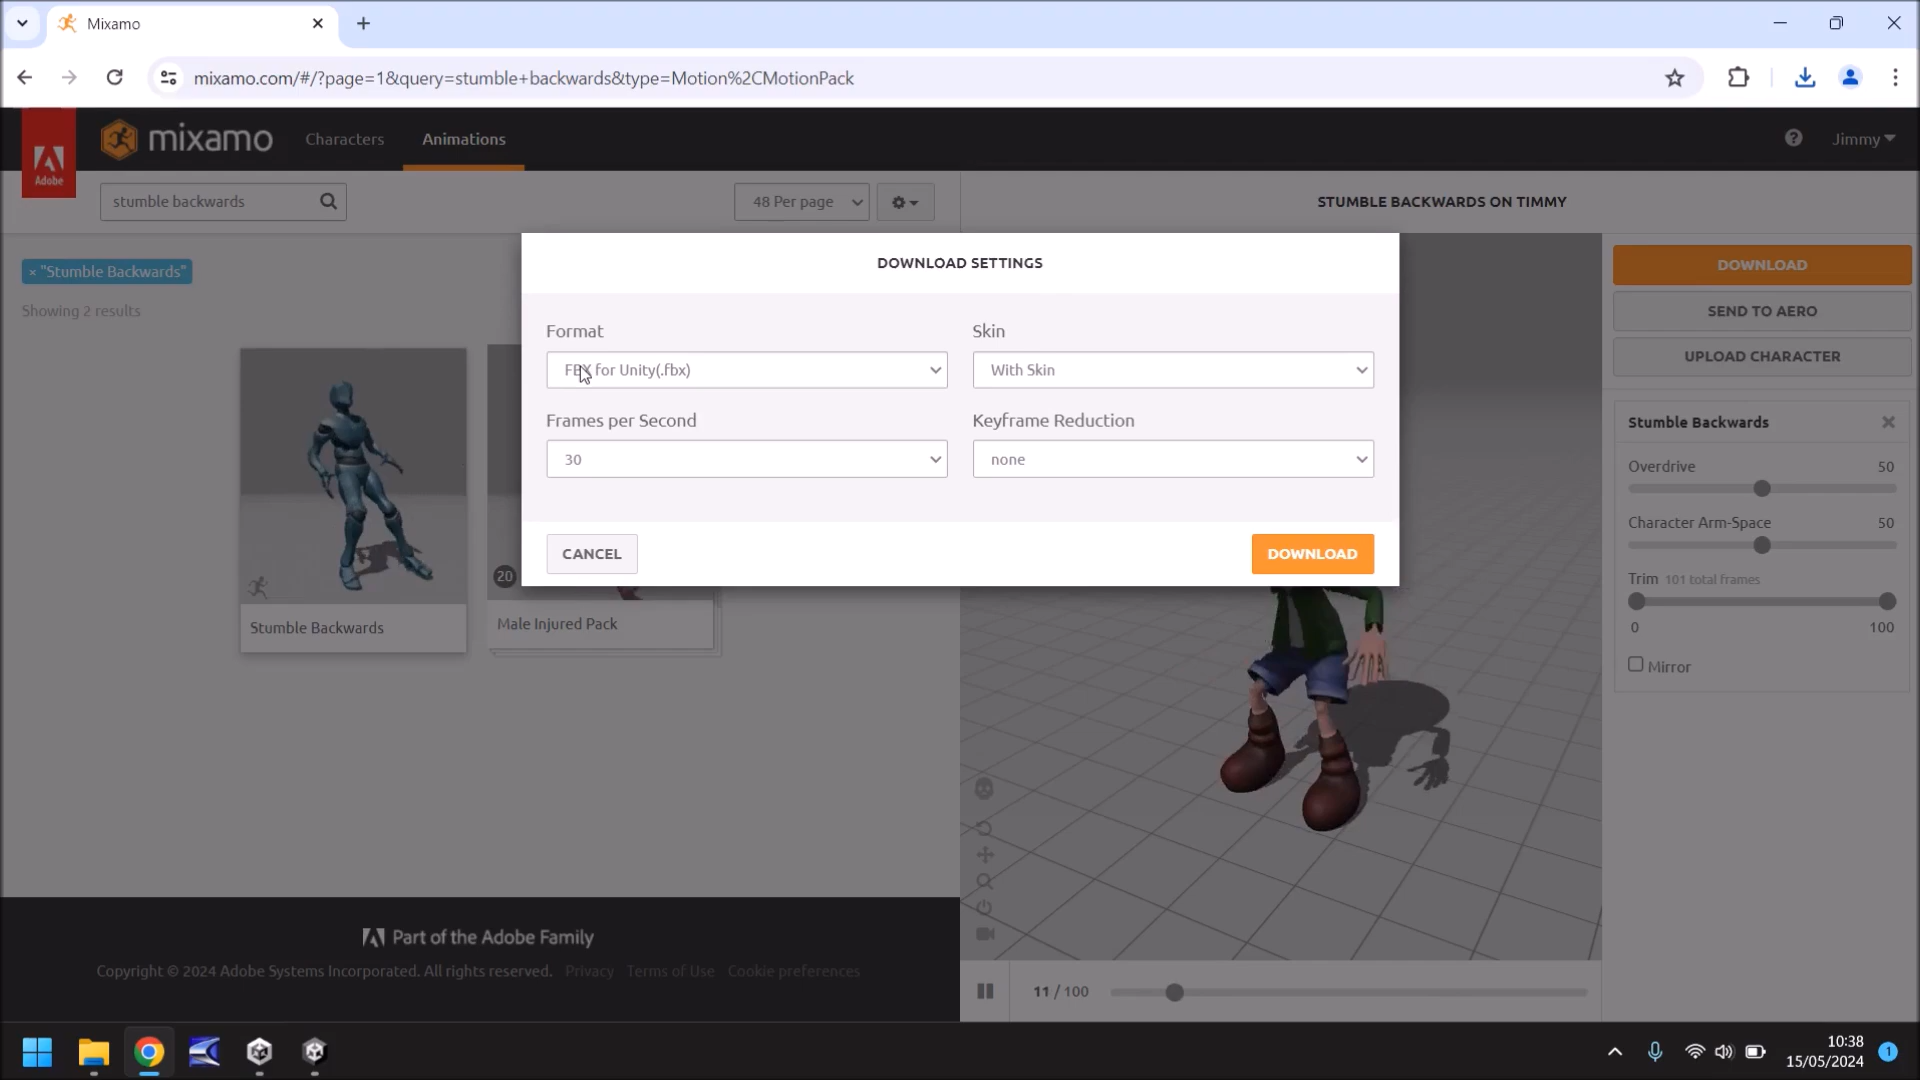 Mixamo
mixamo.com/#/?page=1&query=stumble+backwards&type=Motion%2CMotionPack
Adobe
mixamo
Characters
Animations
Jimmy
stumble backwards
48 Per page
STUMBLE BACKWARDS ON TIMMY
× "Stumble Backwards"
Showing 2 results
DOWNLOAD SETTINGS
Format
Skin
FBX for Unity(.fbx)
With Skin
Frames per Second
Keyframe Reduction
30
none
CANCEL
DOWNLOAD
20
Stumble Backwards
Male Injured Pack
DOWNLOAD
SEND TO AERO
UPLOAD CHARACTER
Stumble Backwards
Overdrive 50
Character Arm-Space 50
Trim 101 total frames
0 100
Mirror
Part of the Adobe Family
Copyright © 2024 Adobe Systems Incorporated. All rights reserved. Privacy Terms of Use Cookie preferences
11 / 100
10:38
15/05/2024
1